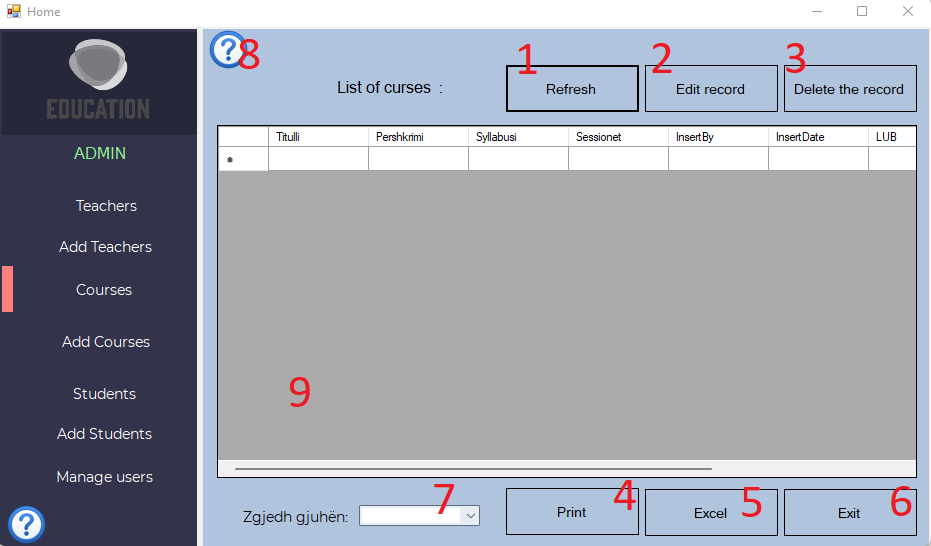 Home
8
1
2
3
List of curses :
Refresh
Edit record
Delete the record
EDUCATION
ADMIN
Teachers
Add Teachers
Courses
Add Courses
Students
Add Students
Manage users
Titulli Pershkrimi Syllabusi Sessionet InsertBy InsertDate LUB
9
Zgjedh gjuhën:
7
4
5
6
Print
Excel
Exit